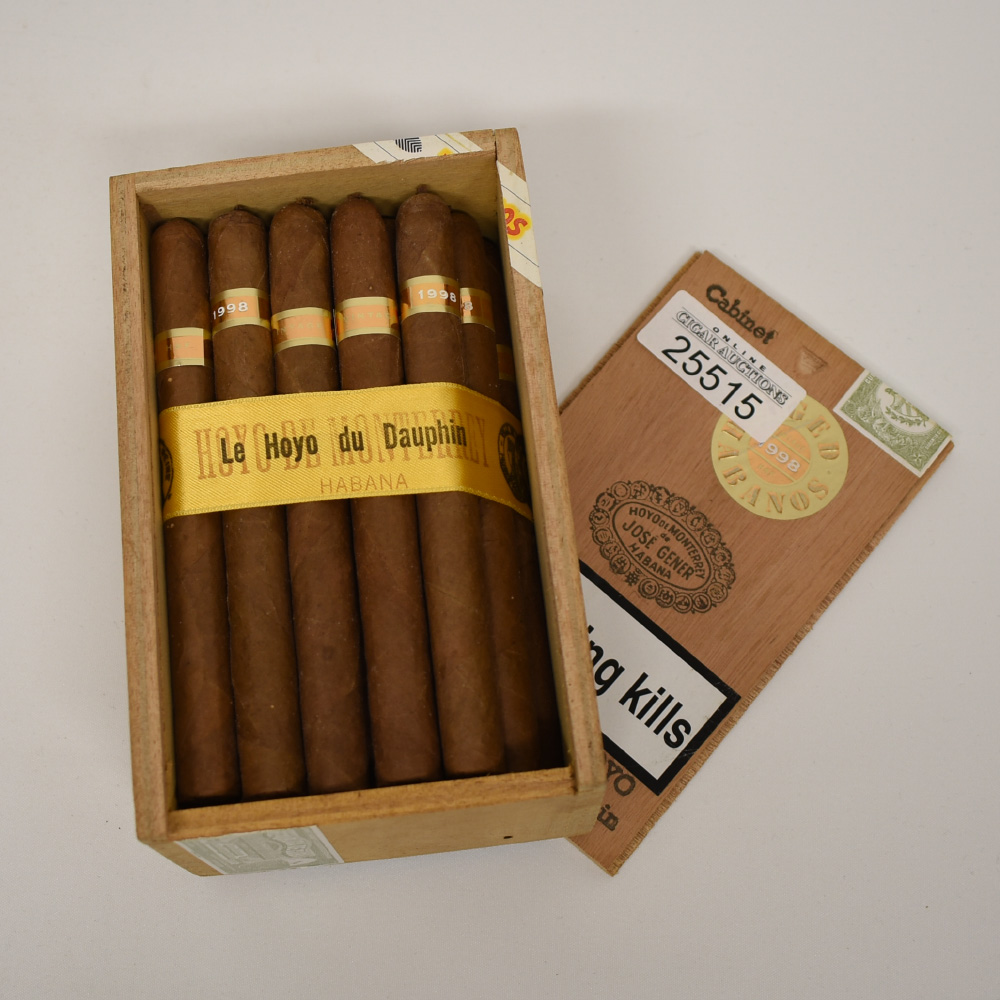 1998
1998
HOYO DE MONTERREY
Le Hoyo du Dauphin
HABANA
Cabinet
ONLINE
CIGAR AUCTIONS
25515
1998
HABANOS
HOYO DE MONTERREY
de
JOSE GENER
HABANA
kills